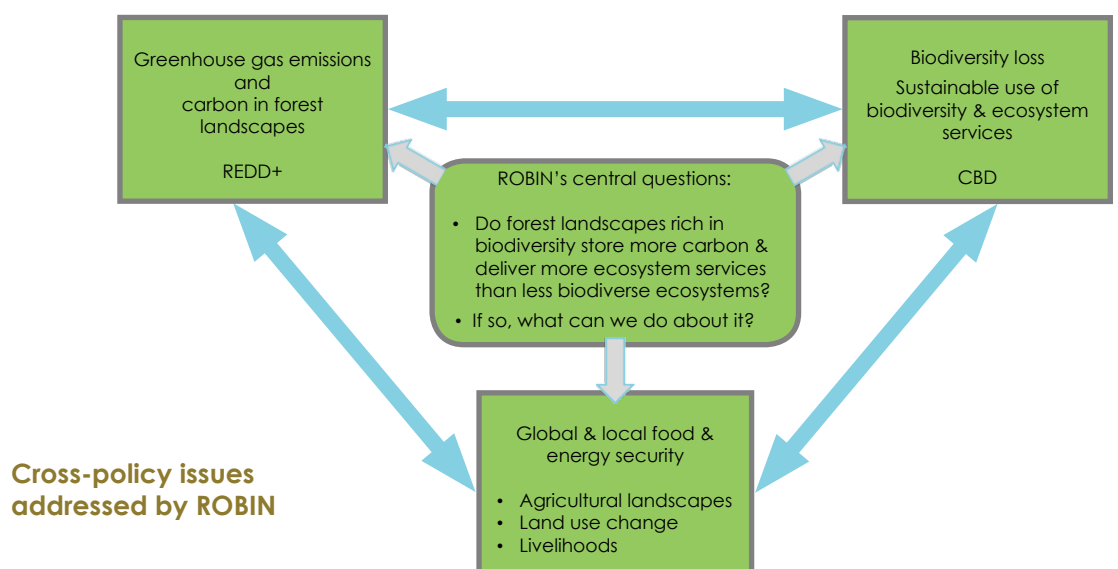 Greenhouse gas emissions
and
carbon in forest
landscapes
REDD+
Biodiversity loss
Sustainable use of
biodiversity & ecosystem
services
CBD
ROBIN’s central questions:
• Do forest landscapes rich in
biodiversity store more carbon &
deliver more ecosystem services
than less biodiverse ecosystems?
• If so, what can we do about it?
Global & local food &
energy security
• Agricultural landscapes
• Land use change
• Livelihoods
Cross-policy issues
addressed by ROBIN